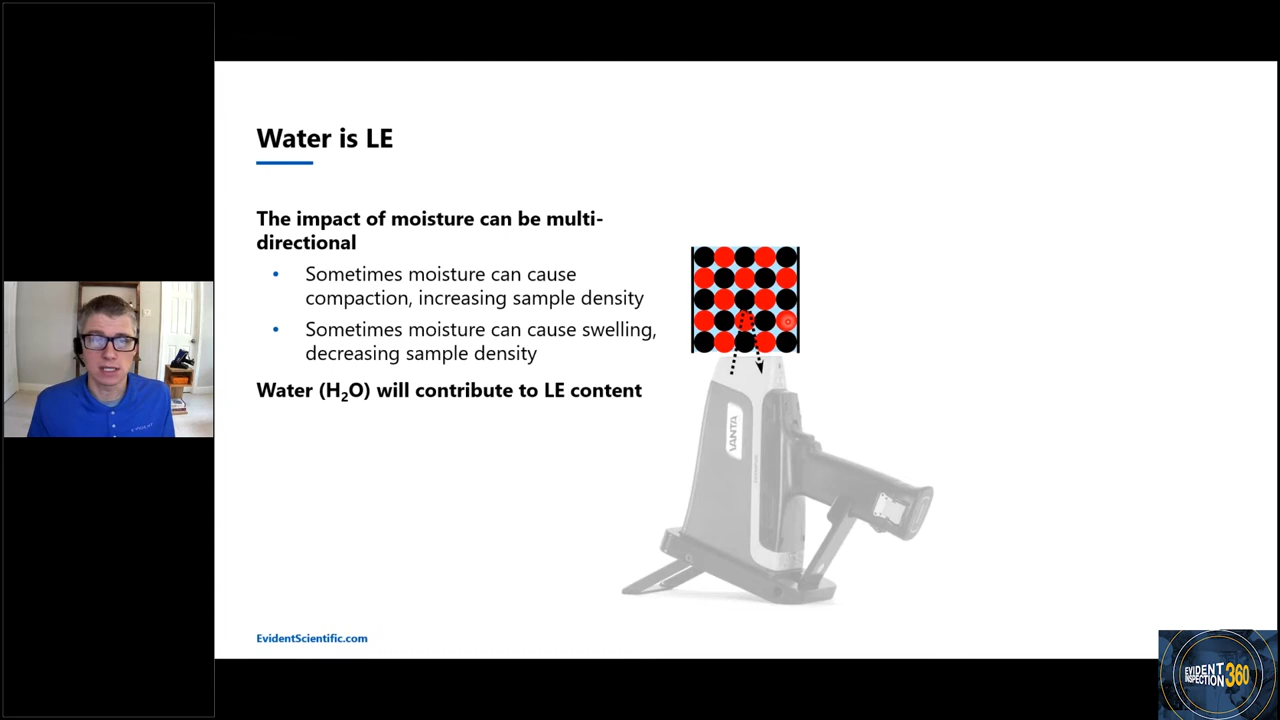 Water is LE
The impact of moisture can be multi-
directional
• Sometimes moisture can cause
compaction, increasing sample density
• Sometimes moisture can cause swelling,
decreasing sample density
Water (H₂O) will contribute to LE content
VANTA
EvidentScientific.com
EVIDENT
INSPECTION 360
EVIDENT